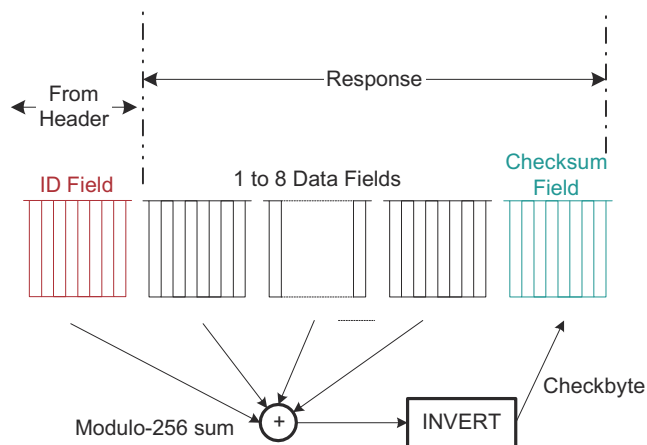 Response
From
Header
ID Field
1 to 8 Data Fields
Checksum
Field
Checkbyte
Modulo-256 sum
+
INVERT